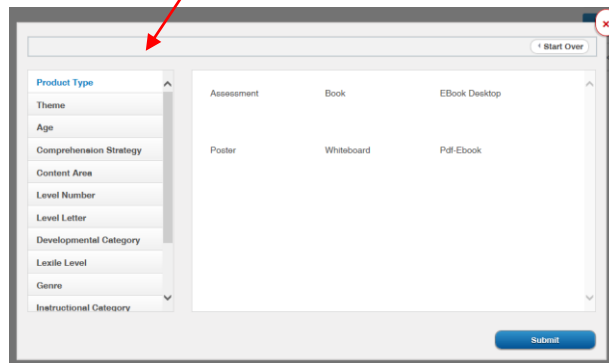 Start Over
Product Type
Theme
Age
Comprehension Strategy
Content Area
Level Number
Level Letter
Developmental Category
Lexile Level
Genre
Instructional Category
Assessment Book EBook Desktop
Poster Whiteboard Pdf-Ebook
Submit